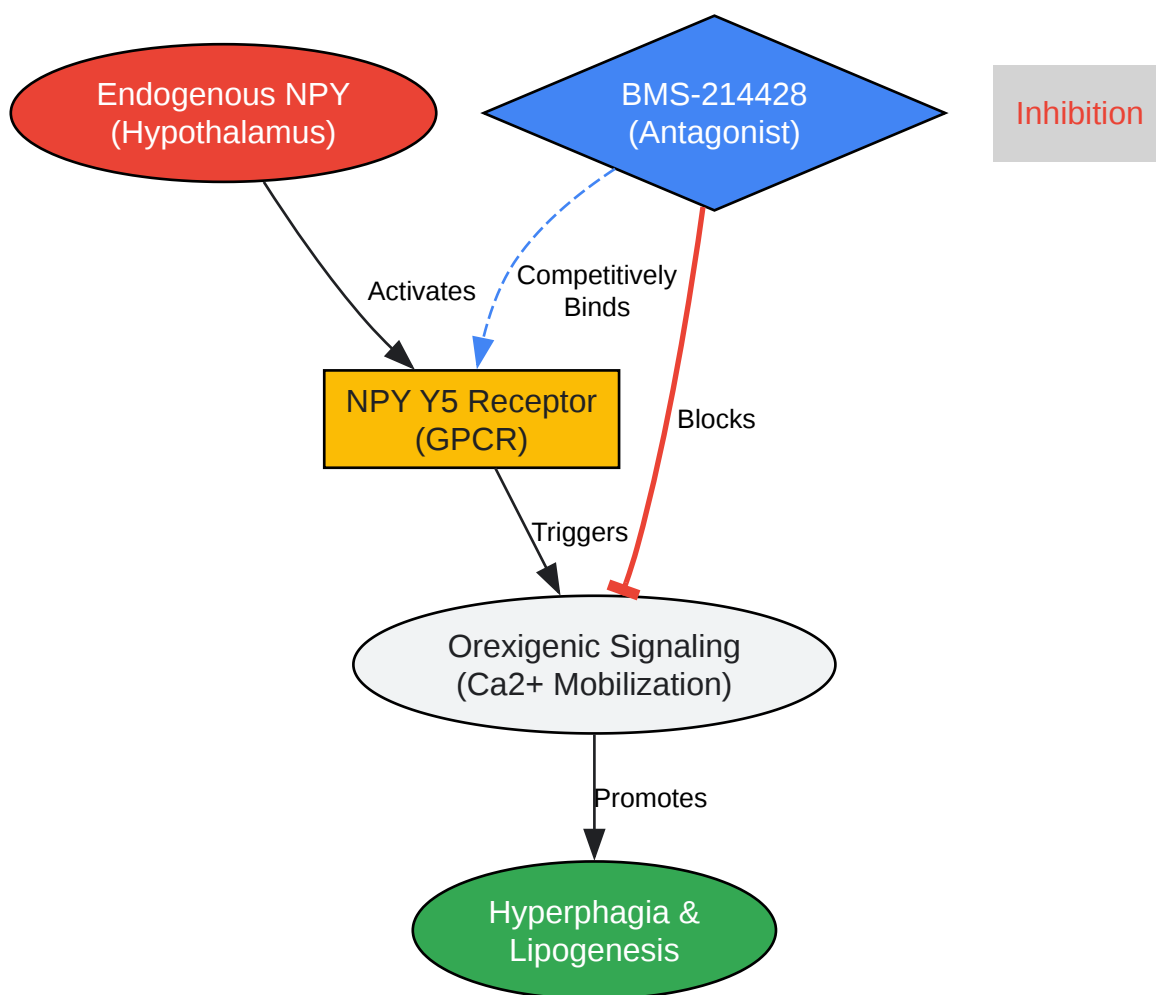 Endogenous NPY
(Hypothalamus)
BMS-214428
(Antagonist)
Inhibition
Activates
Competitively
Binds
NPY Y5 Receptor
(GPCR)
Blocks
Triggers
Orexigenic Signaling
(Ca2+ Mobilization)
Promotes
Hyperphagia &
Lipogenesis